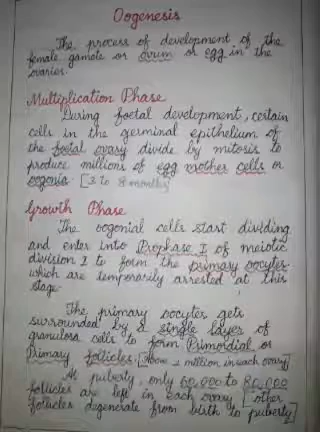 Oogenesis
The process of development of the
female gamete or ovum or egg in the
ovaries.
Multiplication Phase
During foetal development, certain
cells in the germinal epithelium of
the foetal ovary divide by mitosis to
produce millions of egg mother cells or
oogonia. [3 to 8 months]
Growth Phase
The oogonial cells start dividing
and enter into Prophase I of meiotic
division I to form the primary oocytes
which are temporarily arrested at this
stage.
The primary oocytes gets
surrounded by a single layer of
granulosa cells to form Primordial or
Primary follicles. [Above 2 million in each ovary]
At puberty, only 60,000 to 80,000
follicles are left in each ovary [other
follicles degenerate from birth to puberty]